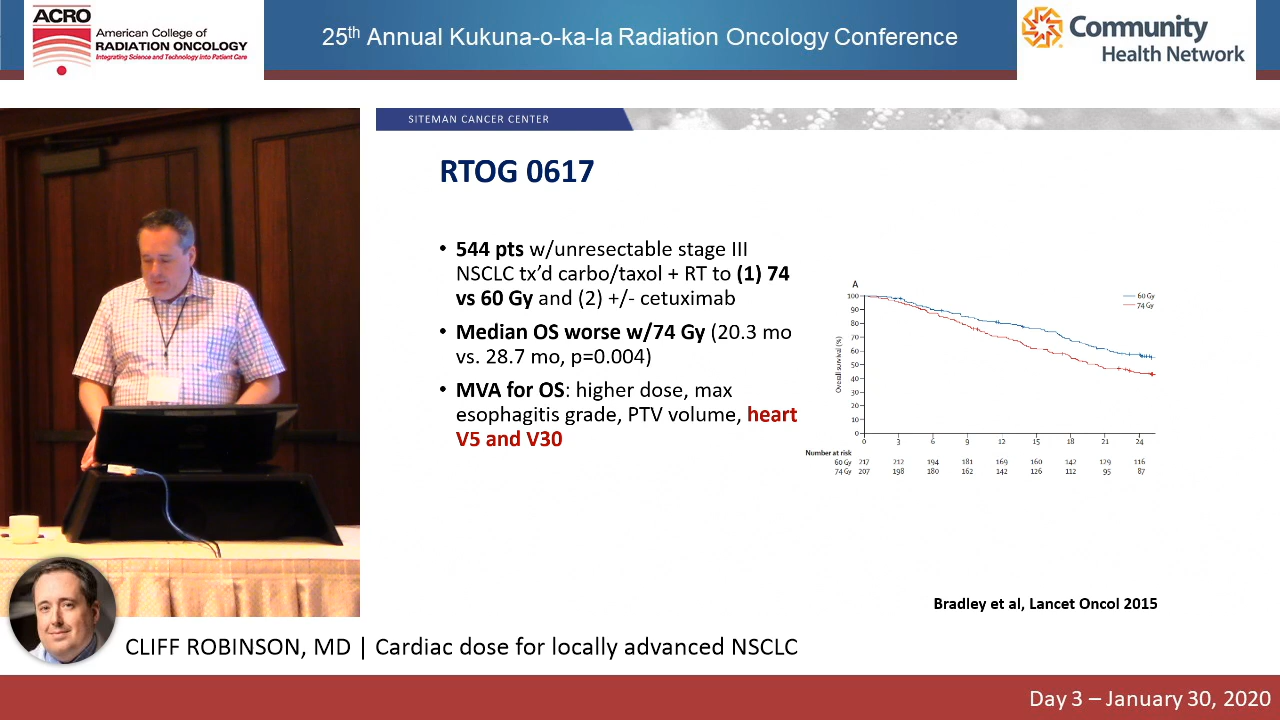 ACRO
American College of
RADIATION ONCOLOGY
Integrating Science and Technology Into Patient Care
25th Annual Kukuna-o-ka-la Radiation Oncology Conference
Community
Health Network
SITEMAN CANCER CENTER
RTOG 0617
• 544 pts w/unresectable stage III
NSCLC tx’d carbo/taxol + RT to (1) 74
vs 60 Gy and (2) +/- cetuximab
• Median OS worse w/74 Gy (20.3 mo
vs. 28.7 mo, p=0.004)
• MVA for OS: higher dose, max
esophagitis grade, PTV volume, heart
V5 and V30
A
60 Gy
74 Gy
Overall survival (%)
100
90
80
70
60
50
40
30
20
10
0
0 3 6 9 12 15 18 21 24
Number at risk
60 Gy 217 212 194 181 169 160 142 129 116
74 Gy 207 198 180 162 142 126 112 95 87
Bradley et al, Lancet Oncol 2015
CLIFF ROBINSON, MD | Cardiac dose for locally advanced NSCLC
Day 3 – January 30, 2020